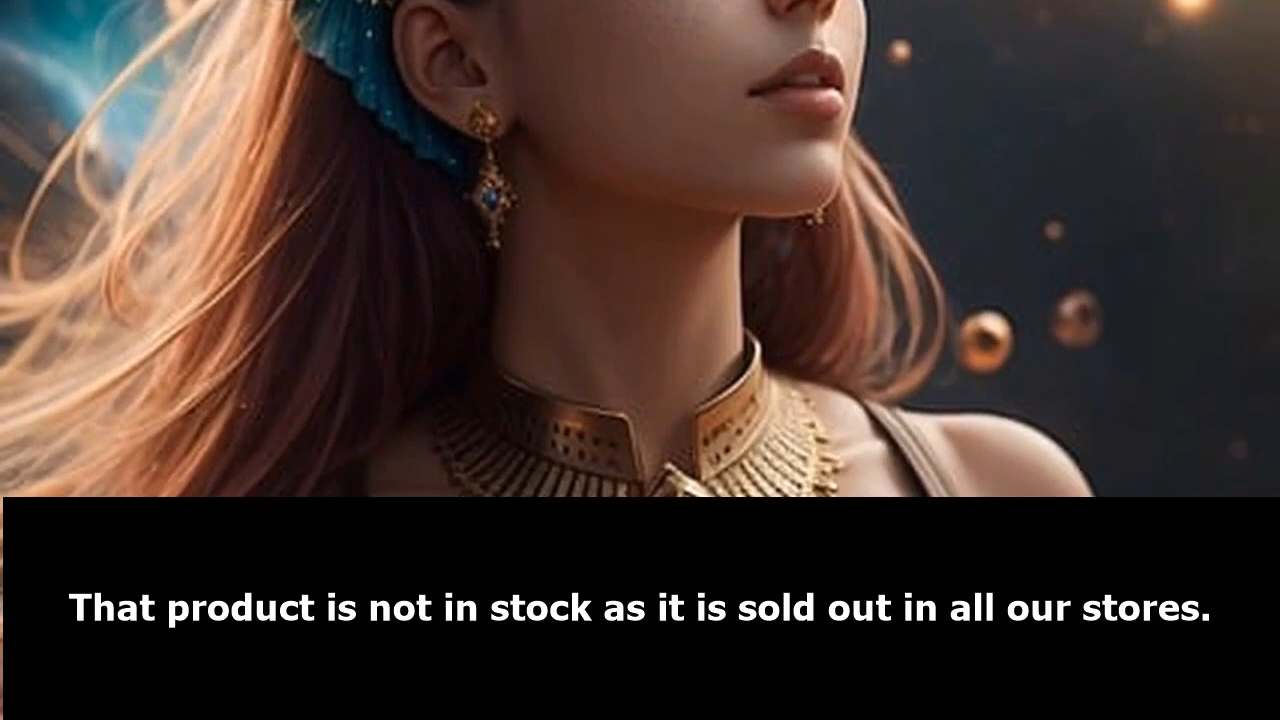 That product is not in stock as it is sold out in all our stores.